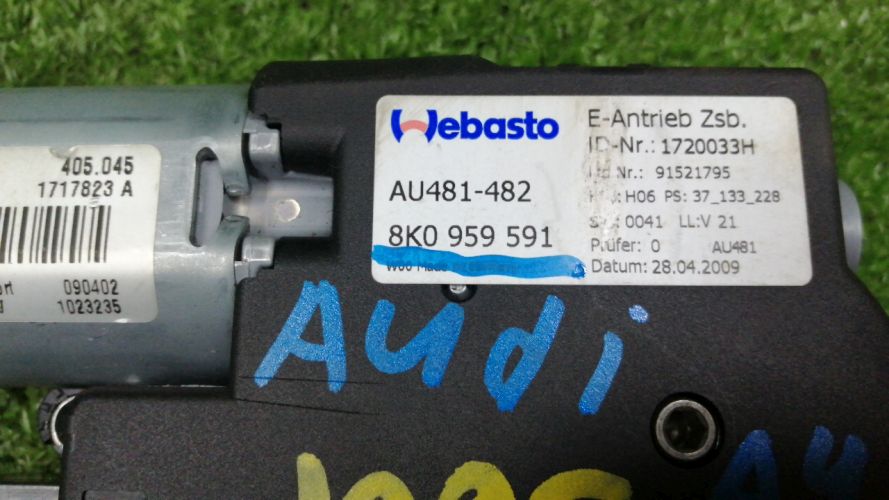 405.045
1717823 A
090402
1023235
Webasto
AU481-482
8K0 959 591
E-Antrieb Zsb.
ID-Nr.: 1720033H
Nr.: 91521795
H06 PS: 37_133_228
0041 LL:V 21
Prüfer: 0 AU481
Datum: 28.04.2009
Audi